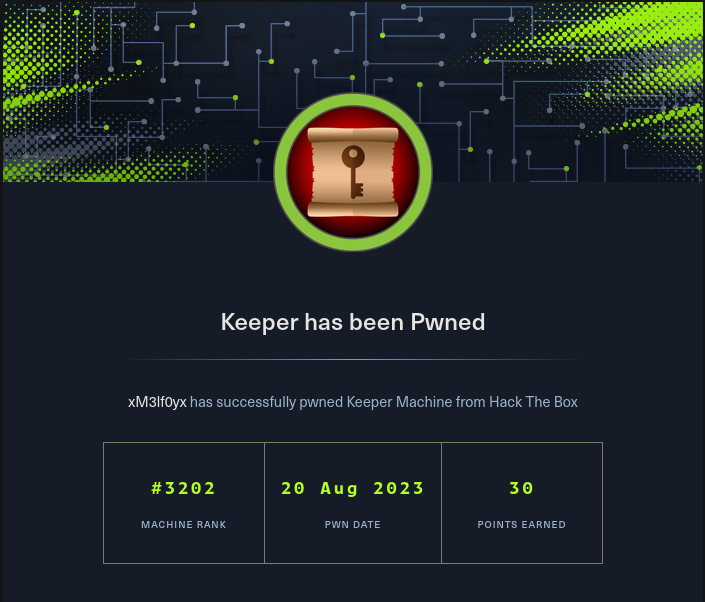 Keeper has been Pwned
xM3lf0yx has successfully pwned Keeper Machine from Hack The Box
#3202
MACHINE RANK
20 Aug 2023
PWN DATE
30
POINTS EARNED